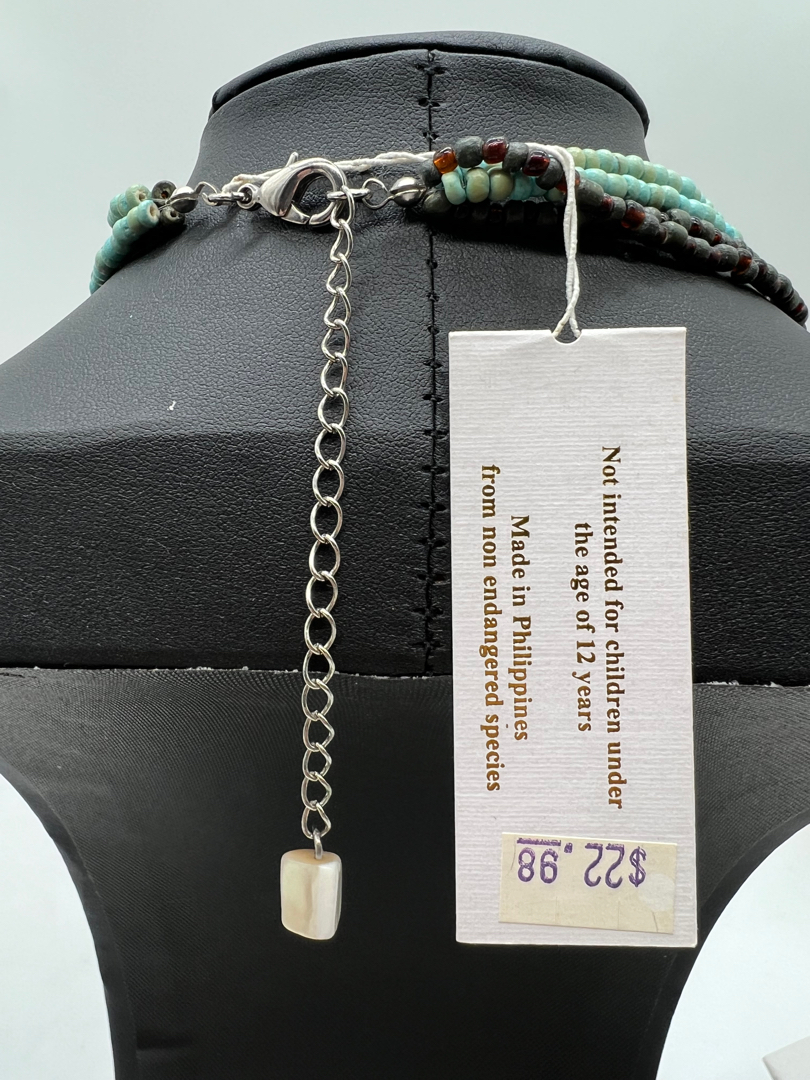 Not intended for children under
the age of 12 years
Made in Philippines
from non endangered species
$22.98